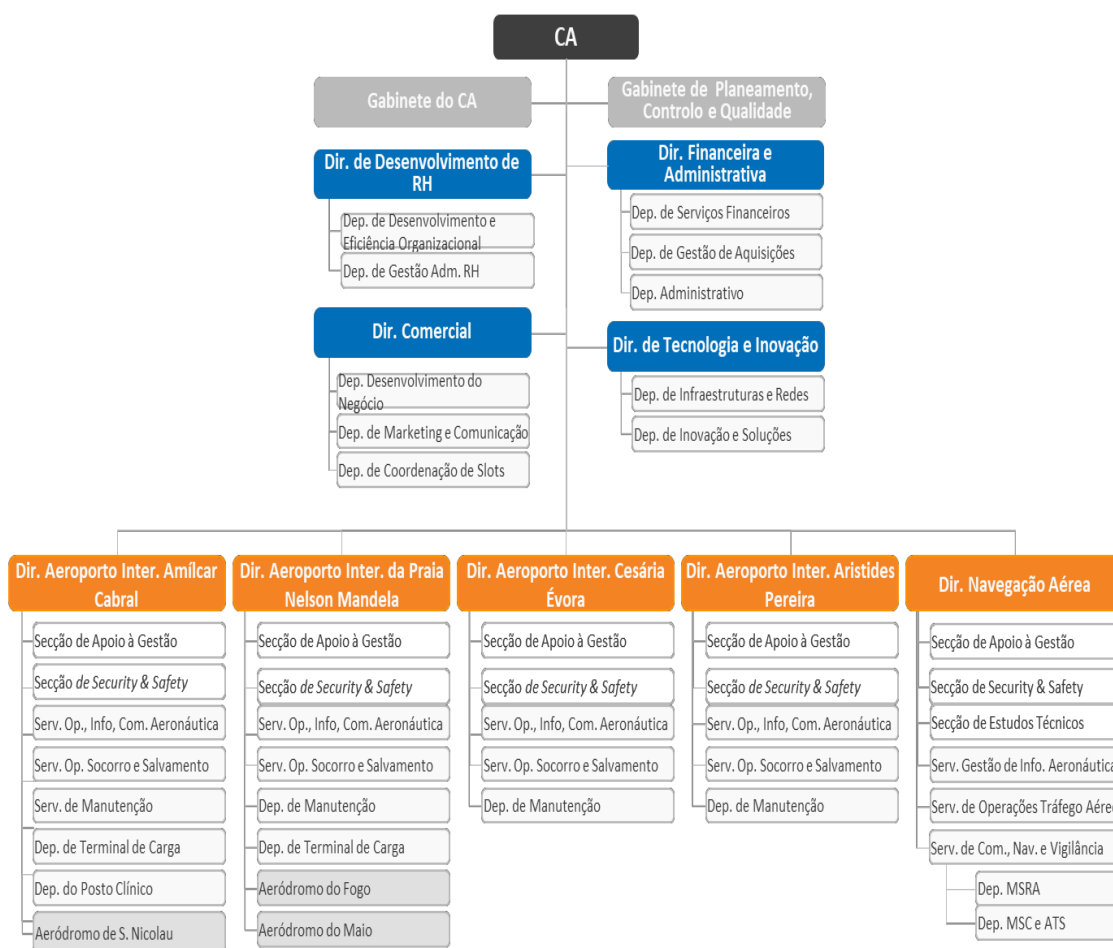 CA
Gabinete do CA
Gabinete de Planeamento,
Controlo e Qualidade
Dir. de Desenvolvimento de
RH
Dep. de Desenvolvimento e
Eficiência Organizacional
Dep. de Gestão Adm. RH
Dir. Financeira e
Administrativa
Dep. de Serviços Financeiros
Dep. de Gestão de Aquisições
Dep. Administrativo
Dir. Comercial
Dep. Desenvolvimento do
Negócio
Dep. de Marketing e Comunicação
Dep. de Coordenação de Slots
Dir. de Tecnologia e Inovação
Dep. de Infraestruturas e Redes
Dep. de Inovação e Soluções
Dir. Aeroporto Inter. Amílcar
Cabral
Secção de Apoio à Gestão
Secção de Security & Safety
Serv. Op., Info, Com. Aeronáutica
Serv. Op. Socorro e Salvamento
Serv. de Manutenção
Dep. de Terminal de Carga
Dep. do Posto Clínico
Aeródromo de S. Nicolau
Dir. Aeroporto Inter. da Praia
Nelson Mandela
Secção de Apoio à Gestão
Secção de Security & Safety
Serv. Op., Info, Com. Aeronáutica
Serv. Op. Socorro e Salvamento
Dep. de Manutenção
Dep. de Terminal de Carga
Aeródromo do Fogo
Aeródromo do Maio
Dir. Aeroporto Inter. Cesária
Évora
Secção de Apoio à Gestão
Secção de Security & Safety
Serv. Op., Info, Com. Aeronáutica
Serv. Op. Socorro e Salvamento
Dep. de Manutenção
Dir. Aeroporto Inter. Aristides
Pereira
Secção de Apoio à Gestão
Secção de Security & Safety
Serv. Op., Info, Com. Aeronáutica
Serv. Op. Socorro e Salvamento
Dep. de Manutenção
Dir. Navegação Aérea
Secção de Apoio à Gestão
Secção de Security & Safety
Secção de Estudos Técnicos
Serv. Gestão de Info. Aeronáutica
Serv. de Operações Tráfego Aéreo
Serv. de Com., Nav. e Vigilância
Dep. MSRA
Dep. MSC e ATS